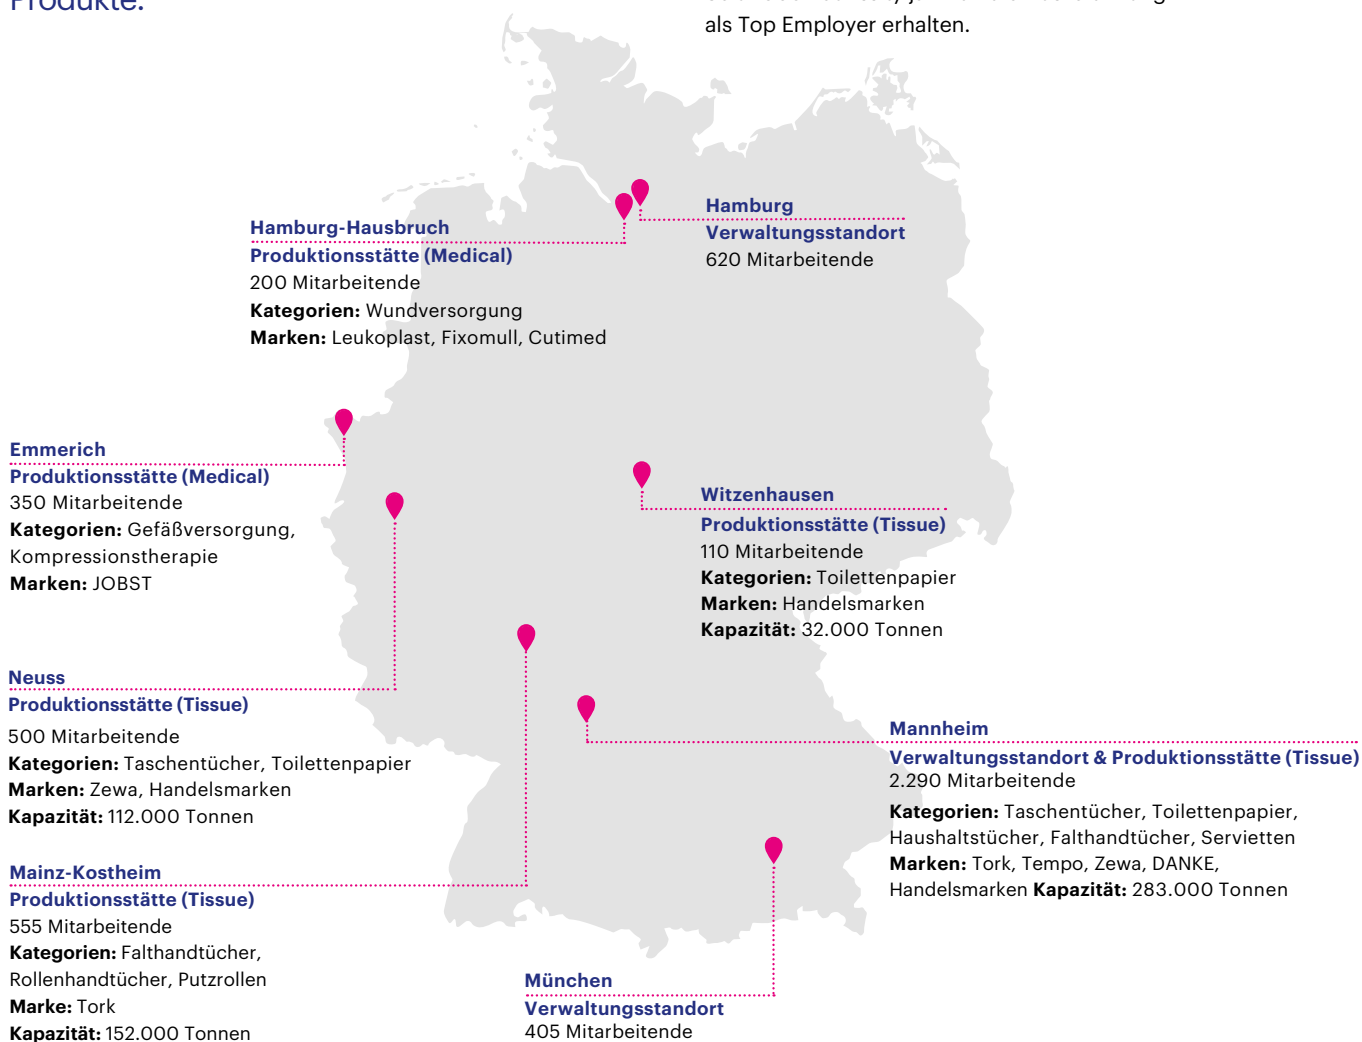 Produkte.
als Top Employer erhalten.
Hamburg-Hausbruch
Produktionsstätte (Medical)
200 Mitarbeitende
Kategorien: Wundversorgung
Marken: Leukoplast, Fixomull, Cutimed
Hamburg
Verwaltungsstandort
620 Mitarbeitende
Emmerich
Produktionsstätte (Medical)
350 Mitarbeitende
Kategorien: Gefäßversorgung,
Kompressionstherapie
Marken: JOBST
Witzenhausen
Produktionsstätte (Tissue)
110 Mitarbeitende
Kategorien: Toilettenpapier
Marken: Handelsmarken
Kapazität: 32.000 Tonnen
Neuss
Produktionsstätte (Tissue)
500 Mitarbeitende
Kategorien: Taschentücher, Toilettenpapier
Marken: Zewa, Handelsmarken
Kapazität: 112.000 Tonnen
Mannheim
Verwaltungsstandort & Produktionsstätte (Tissue)
2.290 Mitarbeitende
Kategorien: Taschentücher, Toilettenpapier,
Haushaltstücher, Falthandtücher, Servietten
Marken: Tork, Tempo, Zewa, DANKE,
Handelsmarken Kapazität: 283.000 Tonnen
Mainz-Kostheim
Produktionsstätte (Tissue)
555 Mitarbeitende
Kategorien: Falthandtücher,
Rollenhandtücher, Putzrollen
Marke: Tork
Kapazität: 152.000 Tonnen
München
Verwaltungsstandort
405 Mitarbeitende